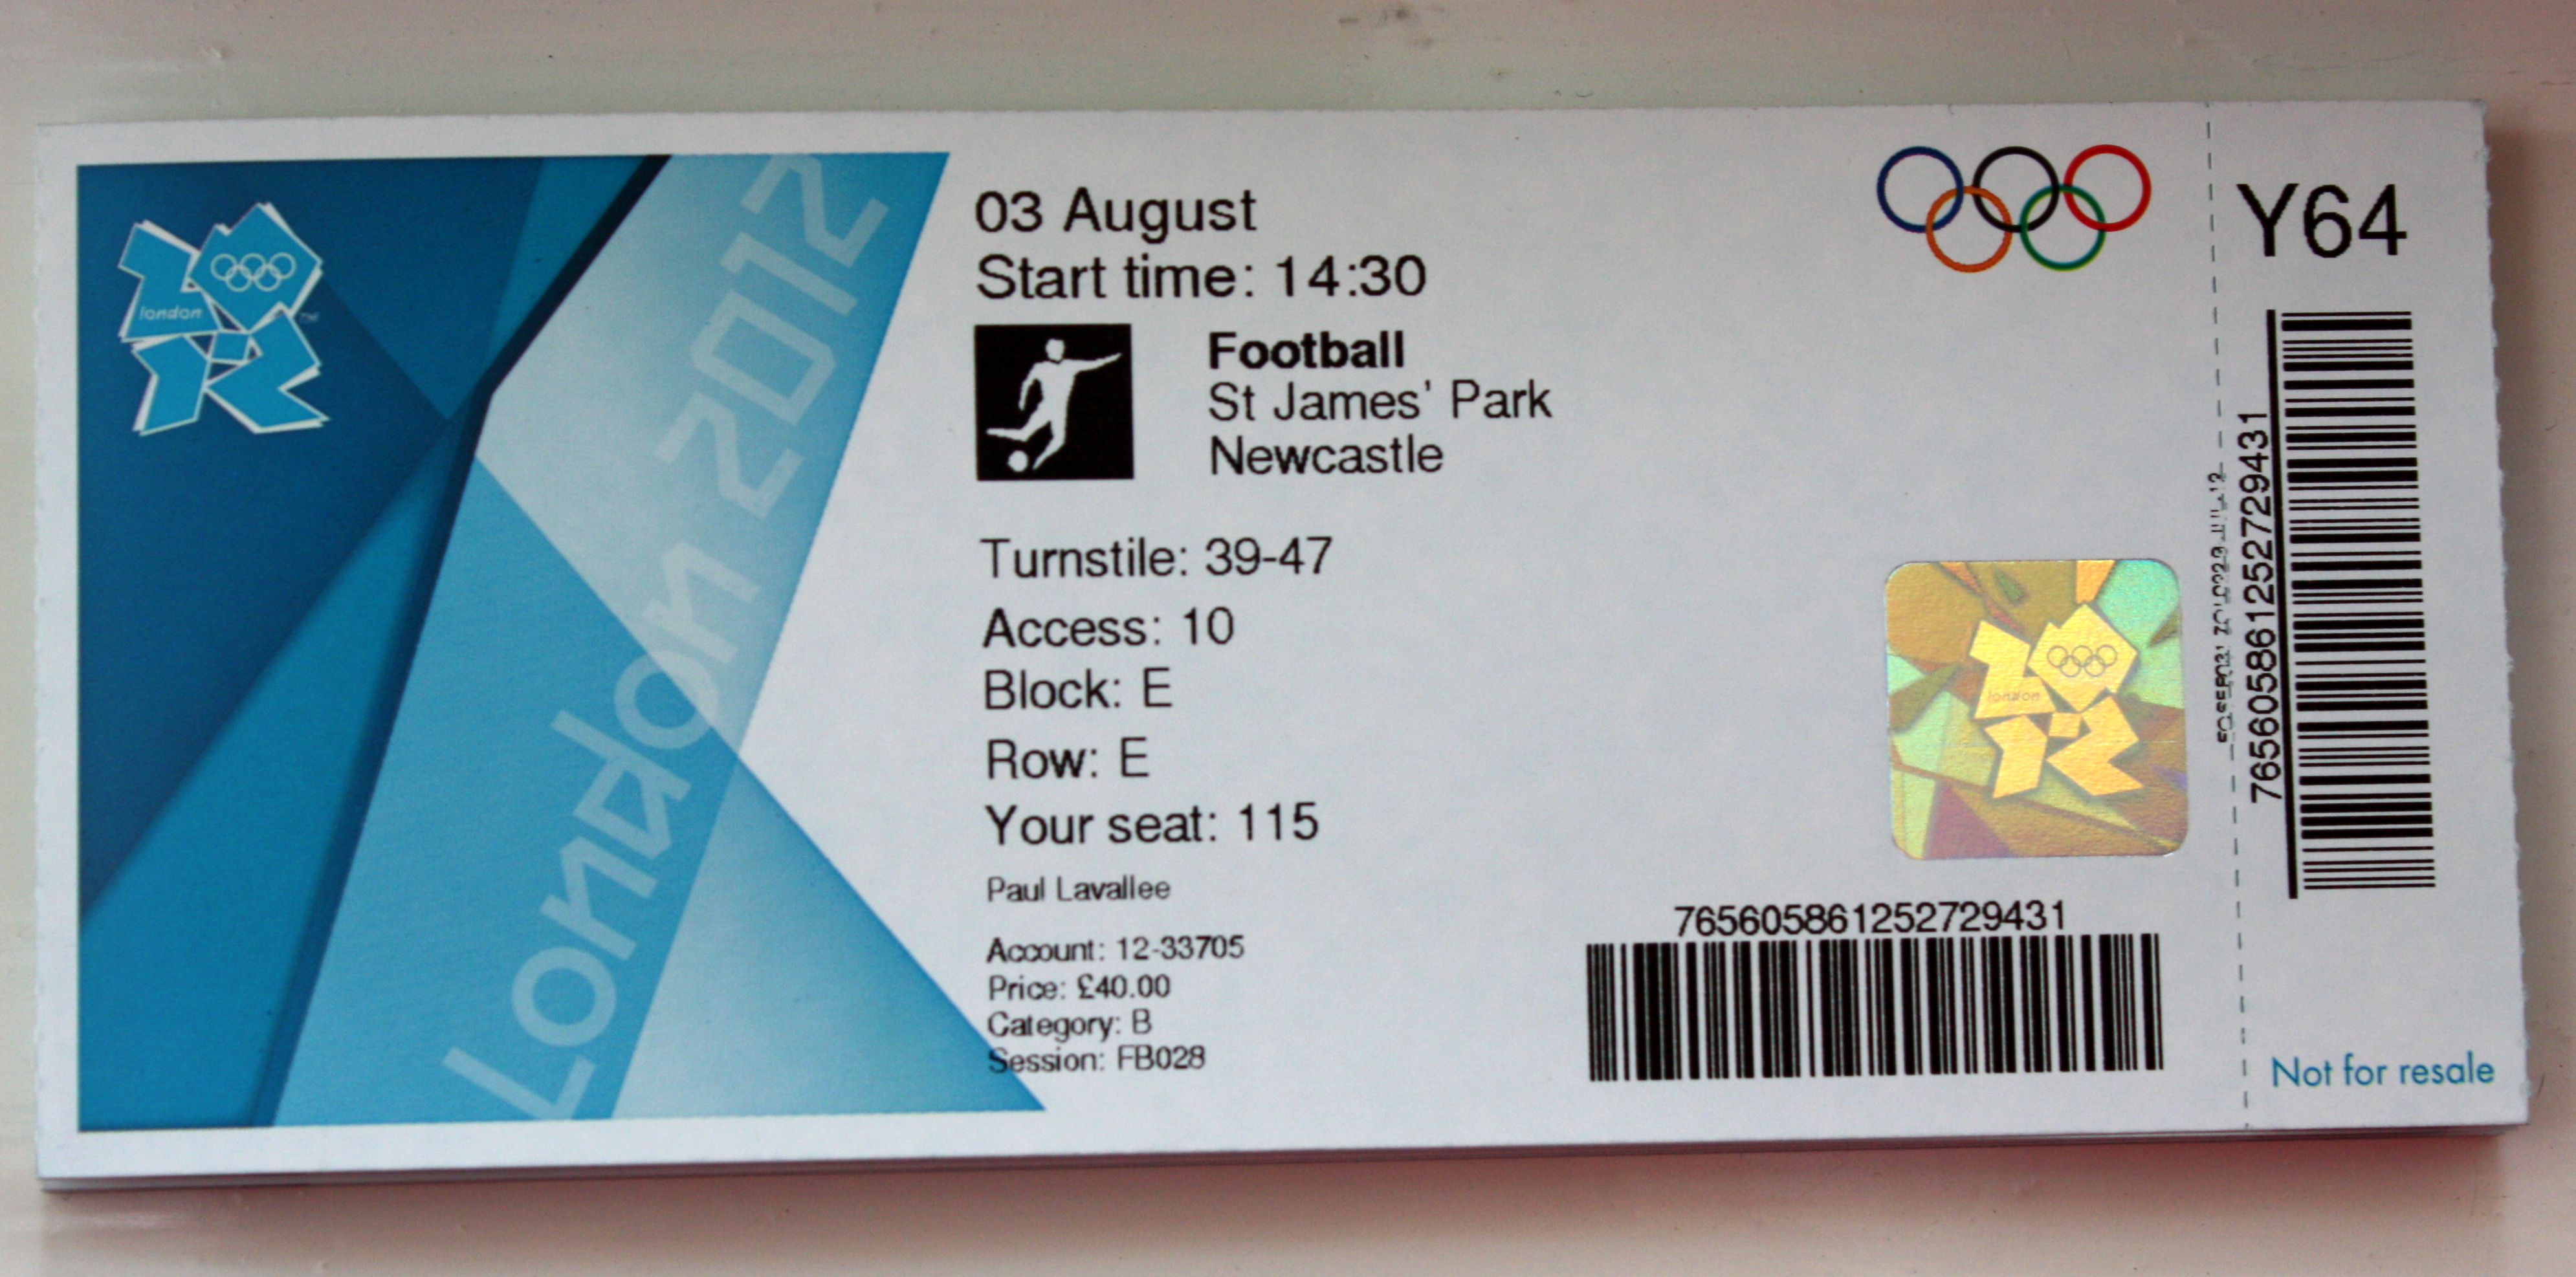 london
TM
London 2012
03 August
Start time: 14:30
Football
St James' Park
Newcastle
Turnstile: 39-47
Access: 10
Block: E
Row: E
Your seat: 115
Paul Lavallee
Account: 12-33705
Price: £40.00
Category: B
Session: FB028
london
765605861252729431
Y64
765605861252729431
Not for resale